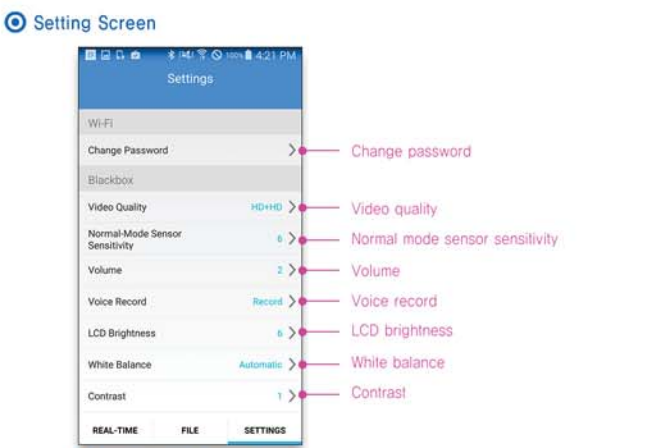 Setting Screen
100% 4:21 PM
Settings
Wi-Fi
Change Password
Change password
Blackbox
Video Quality HD+HD
Video quality
Normal-Mode Sensor
Sensitivity 6
Normal mode sensor sensitivity
Volume 2
Volume
Voice Record Record
Voice record
LCD Brightness 6
LCD brightness
White Balance Automatic
White balance
Contrast 1
Contrast
REAL-TIME FILE SETTINGS